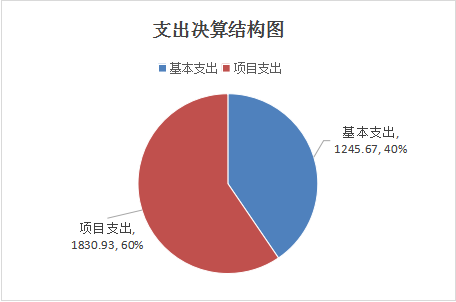 支出决算结构图
基本支出 项目支出
基本支出,
1245.67, 40%
项目支出,
1830.93, 60%